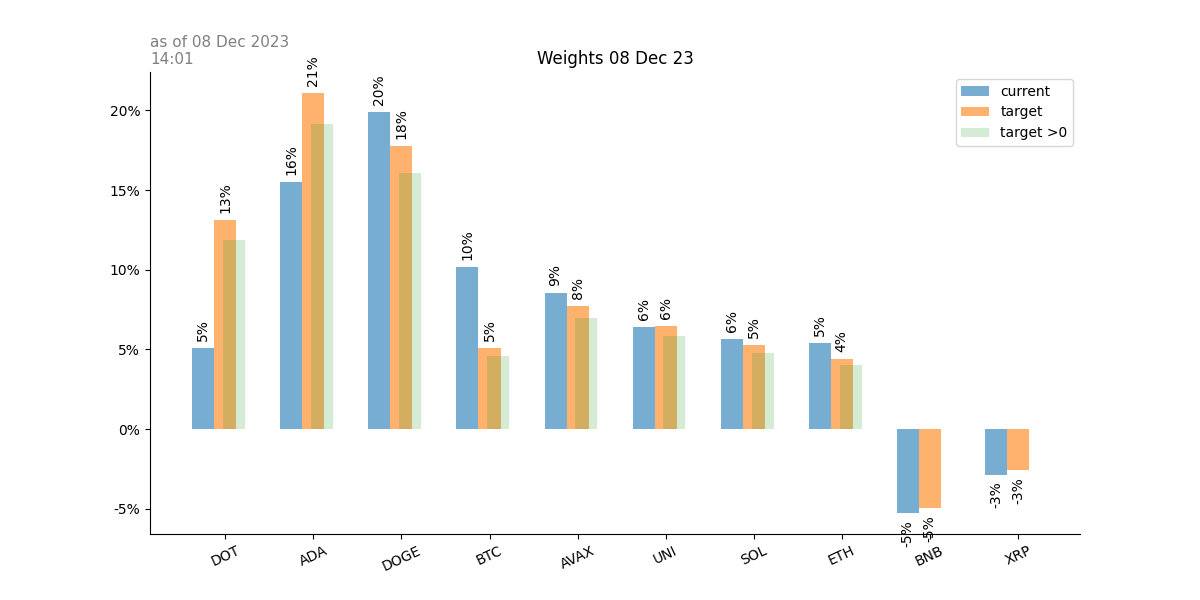 as of 08 Dec 2023
14:01
Weights 08 Dec 23
current
target
target >0
20%
15%
10%
5%
0%
-5%
5%
13%
16%
21%
20%
18%
10%
5%
9%
8%
6%
6%
6%
5%
5%
4%
-5%
-5%
-3%
-3%
DOT
ADA
DOGE
BTC
AVAX
UNI
SOL
ETH
BNB
XRP